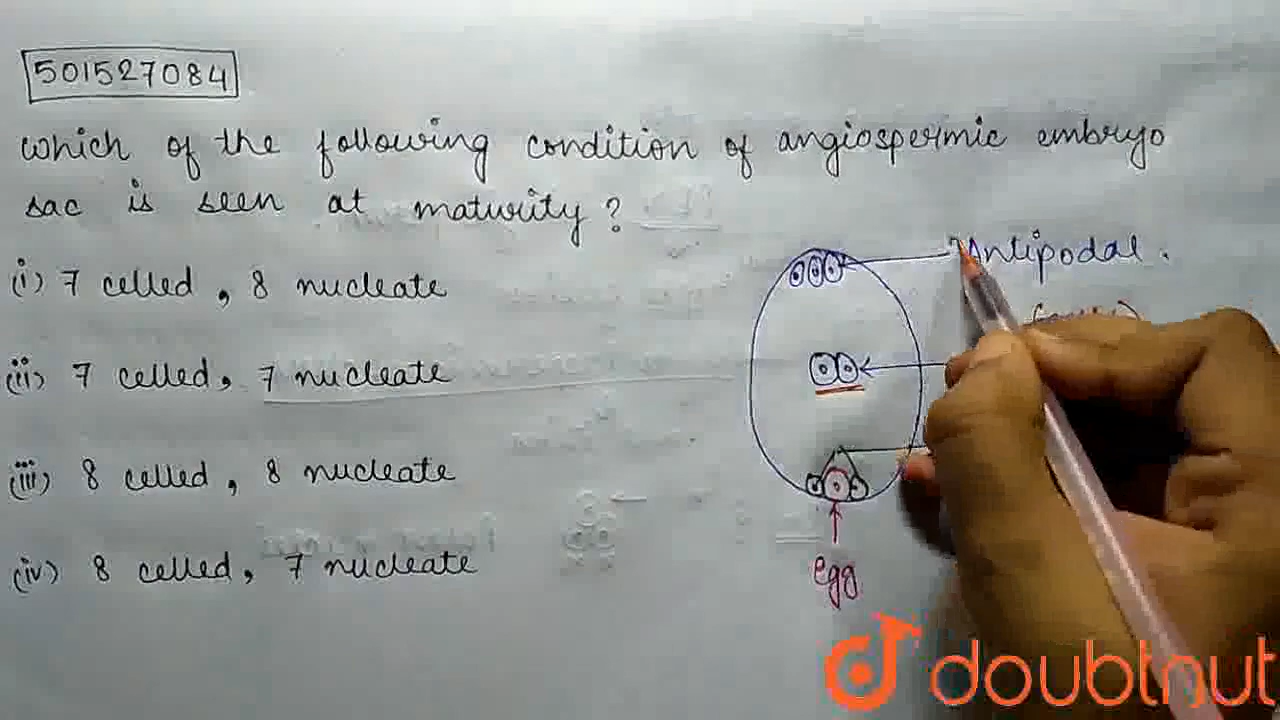 501527084
which of the following condition of angiospermic embryo
sac is seen at maturity?
(i) 7 celled, 8 nucleate
(ii) 7 celled, 7 nucleate
(iii) 8 celled, 8 nucleate
(iv) 8 celled, 7 nucleate
Antipodal.
egg
doubtnut